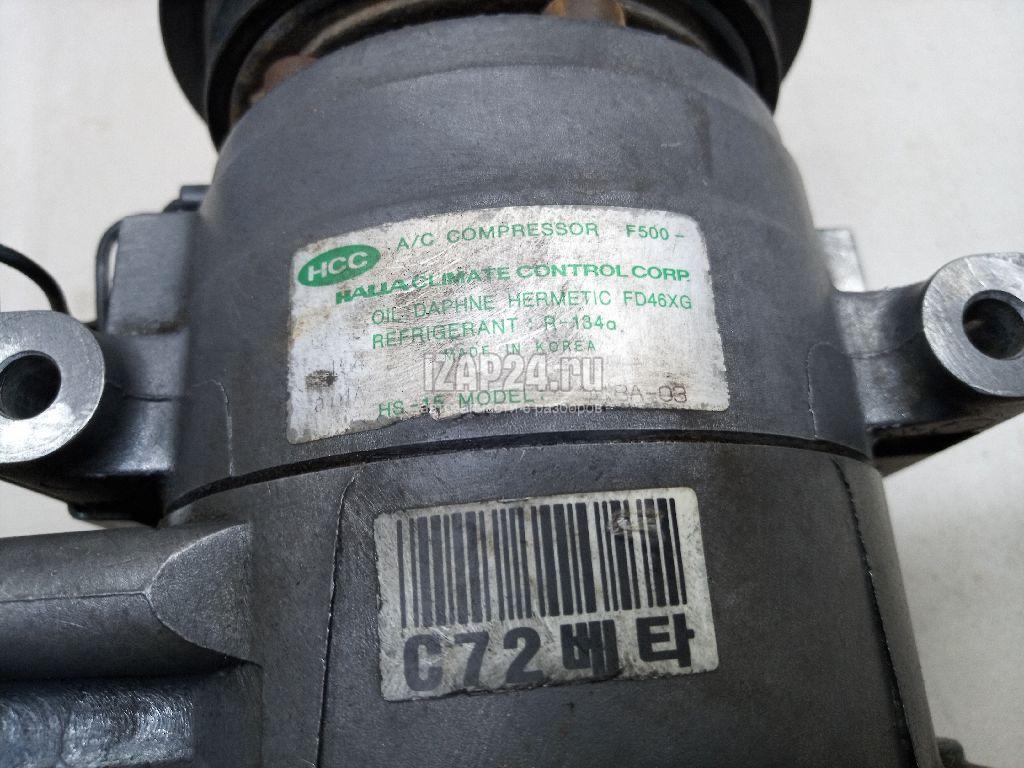 HCC
A/C COMPRESSOR F500-
HALLA CLIMATE CONTROL CORP.
OIL DAPHNE HERMETIC FD46XG
REFRIGERANT : R-134a
MADE IN KOREA
IZAP24.ru
HS-15 MODEL:
C72베타